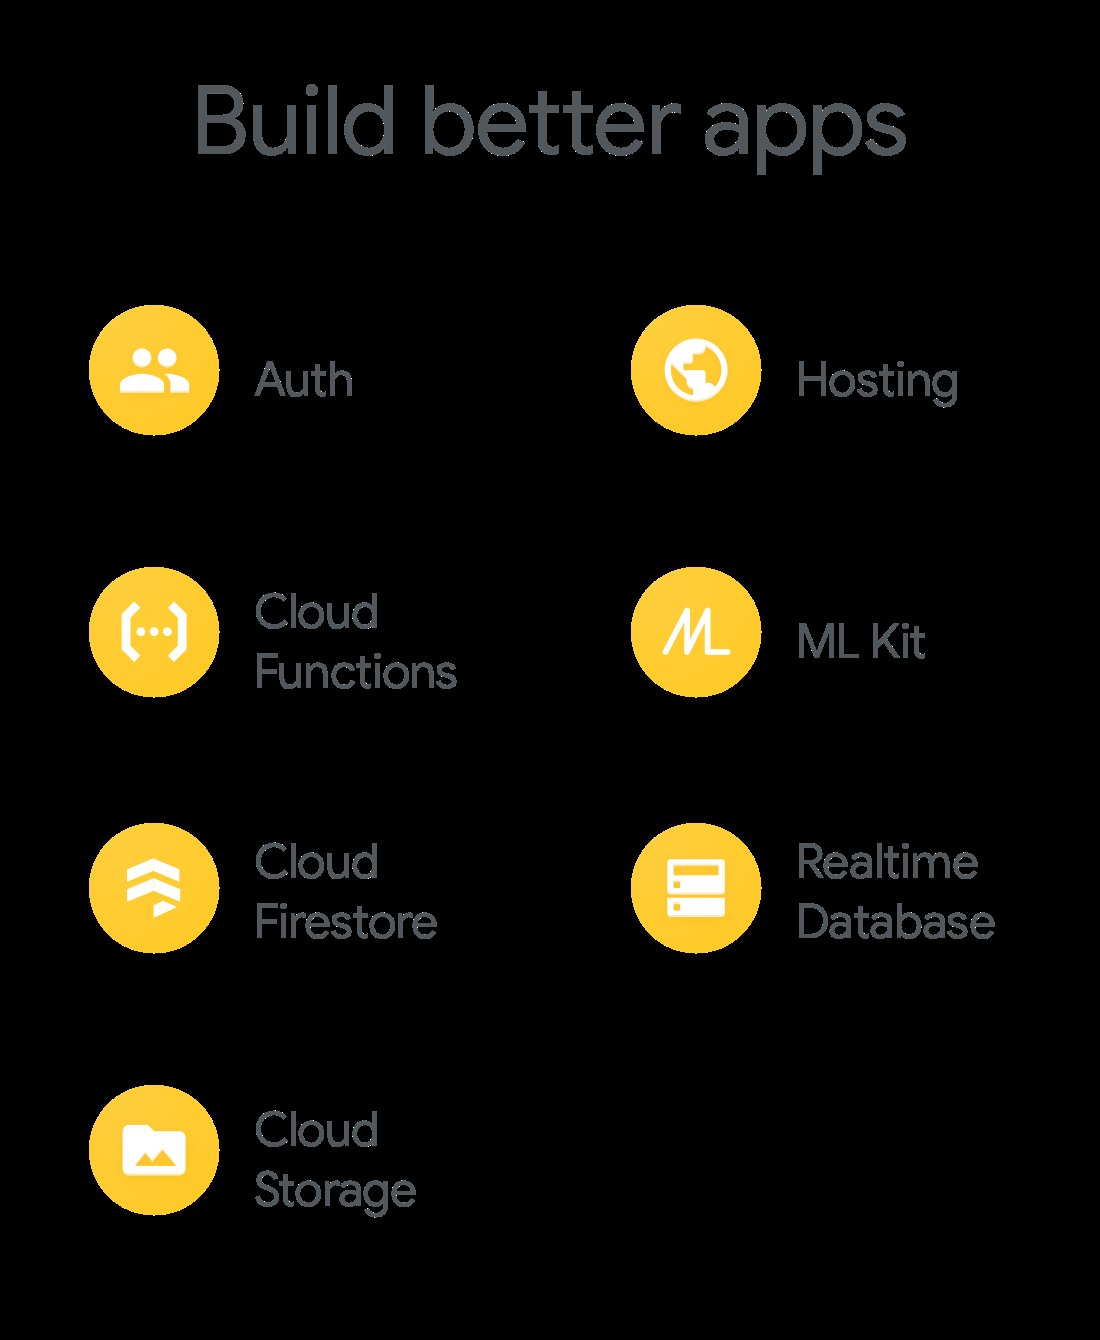 Build better apps
Auth
Hosting
Cloud
Functions
ML Kit
Cloud
Firestore
Realtime
Database
Cloud
Storage